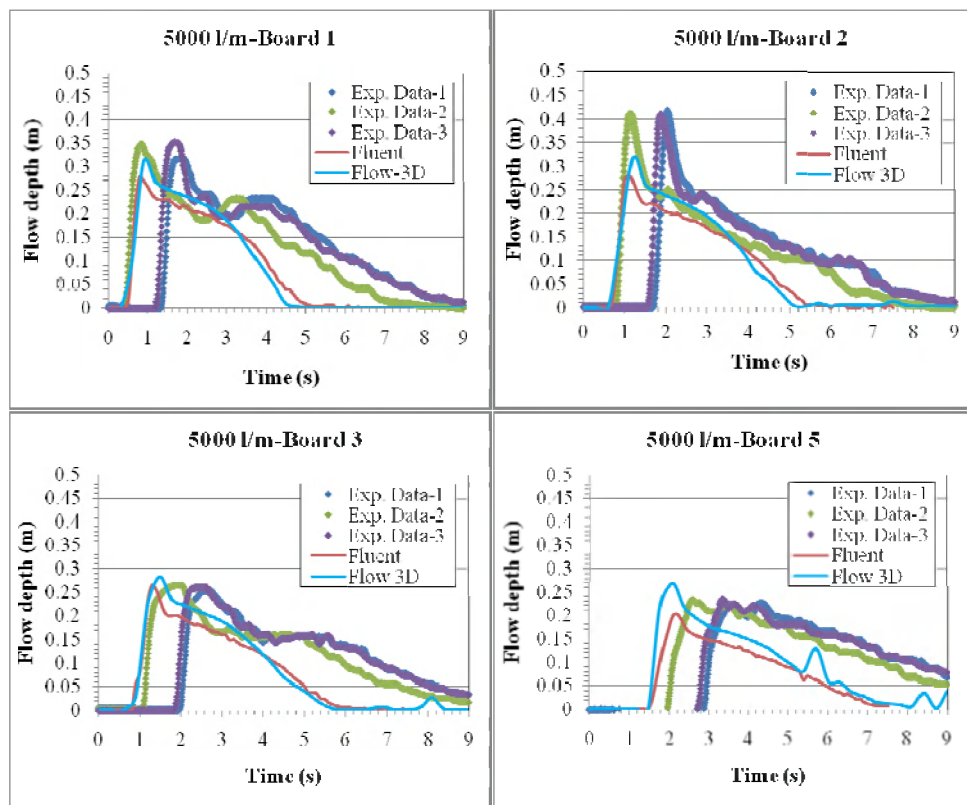 5000 l/m-Board 1
0.5
0.45
0.4
0.35
0.3
0.25
0.2
0.15
0.1
0.05
0
Flow depth (m)
Exp. Data-1
Exp. Data-2
Exp. Data-3
Fluent
Flow-3D
0 1 2 3 4 5 6 7 8 9
Time (s)
5000 l/m-Board 2
0.5
0.45
0.4
0.35
0.3
0.25
0.2
0.15
0.1
0.05
0
Flow depth (m)
Exp. Data-1
Exp. Data-2
Exp. Data-3
Fluent
Flow 3D
0 1 2 3 4 5 6 7 8 9
Time (s)
5000 l/m-Board 3
0.5
0.45
0.4
0.35
0.3
0.25
0.2
0.15
0.1
0.05
0
Flow depth (m)
Exp. Data-1
Exp. Data-2
Exp. Data-3
Fluent
Flow 3D
0 1 2 3 4 5 6 7 8 9
Time (s)
5000 l/m-Board 5
0.5
0.45
0.4
0.35
0.3
0.25
0.2
0.15
0.1
0.05
0
Flow depth (m)
Exp. Data-1
Exp. Data-2
Exp. Data-3
Fluent
Flow 3D
0 1 2 3 4 5 6 7 8 9
Time (s)